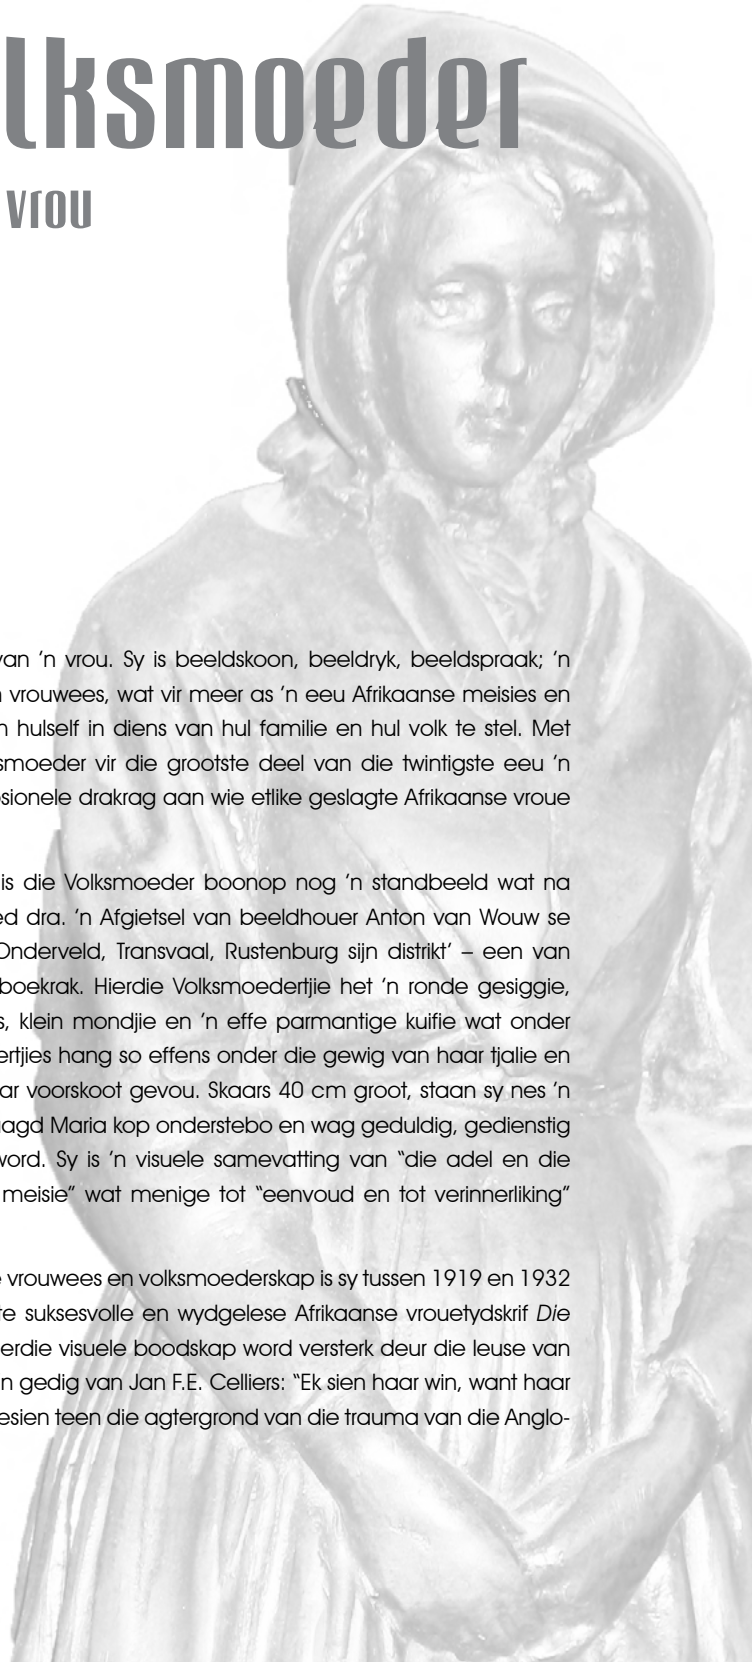 lksmoeder
vrou
van ’n vrou. Sy is beeldskoon, beeldryk, beeldspraak; ’n
vrouwees, wat vir meer as ’n eeu Afrikaanse meisies en
hulself in diens van hul familie en hul volk te stel. Met
smoeder vir die grootste deel van die twintigste eeu ’n
sionele drakrag aan wie etlike geslagte Afrikaanse vroue
is die Volksmoeder boonop nog ’n standbeeld wat na
ed dra. ’n Afgietsel van beeldhouer Anton van Wouw se
Onderveld, Transvaal, Rustenburg sijn distrikt’ – een van
boekrak. Hierdie Volksmoedertjie het ’n ronde gesiggie,
s, klein mondjie en ’n effe parmantige kuifie wat onder
ertjies hang so effens onder die gewig van haar tjalie en
ar voorskoot gevou. Skaars 40 cm groot, staan sy nes ’n
aagd Maria kop onderstebo en wag geduldig, gedienstig
word. Sy is ’n visuele samevatting van “die adel en die
meisie” wat menige tot “eenvoud en tot verinnerliking”
e vrouwees en volksmoederskap is sy tussen 1919 en 1932
te suksesvolle en wydgelese Afrikaanse vrouetydskrif Die
erdie visuele boodskap word versterk deur die leuse van
n gedig van Jan F.E. Celliers: “Ek sien haar win, want haar
esien teen die agtergrond van die trauma van die Anglo-